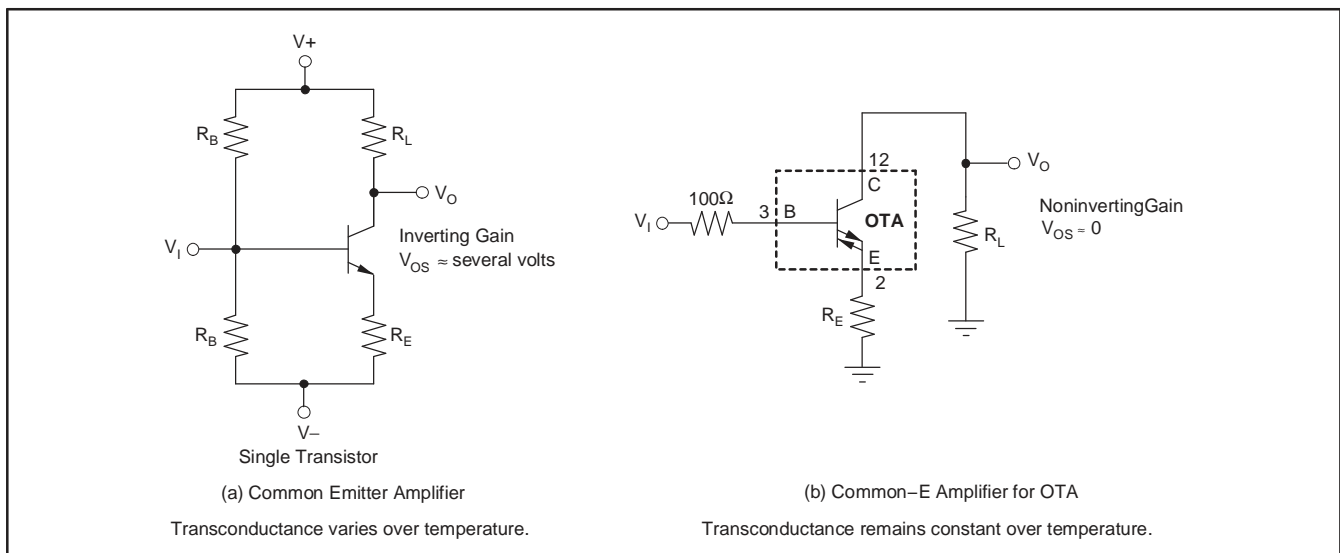 V+
R_B
R_L
V_O
V_I
Inverting Gain
V_OS ≈ several volts
R_B
R_E
V−
Single Transistor
(a) Common Emitter Amplifier
Transconductance varies over temperature.
12
C
V_O
100Ω
3
B
V_I
OTA
NoninvertingGain
V_OS ≈ 0
R_L
E
2
R_E
(b) Common−E Amplifier for OTA
Transconductance remains constant over temperature.